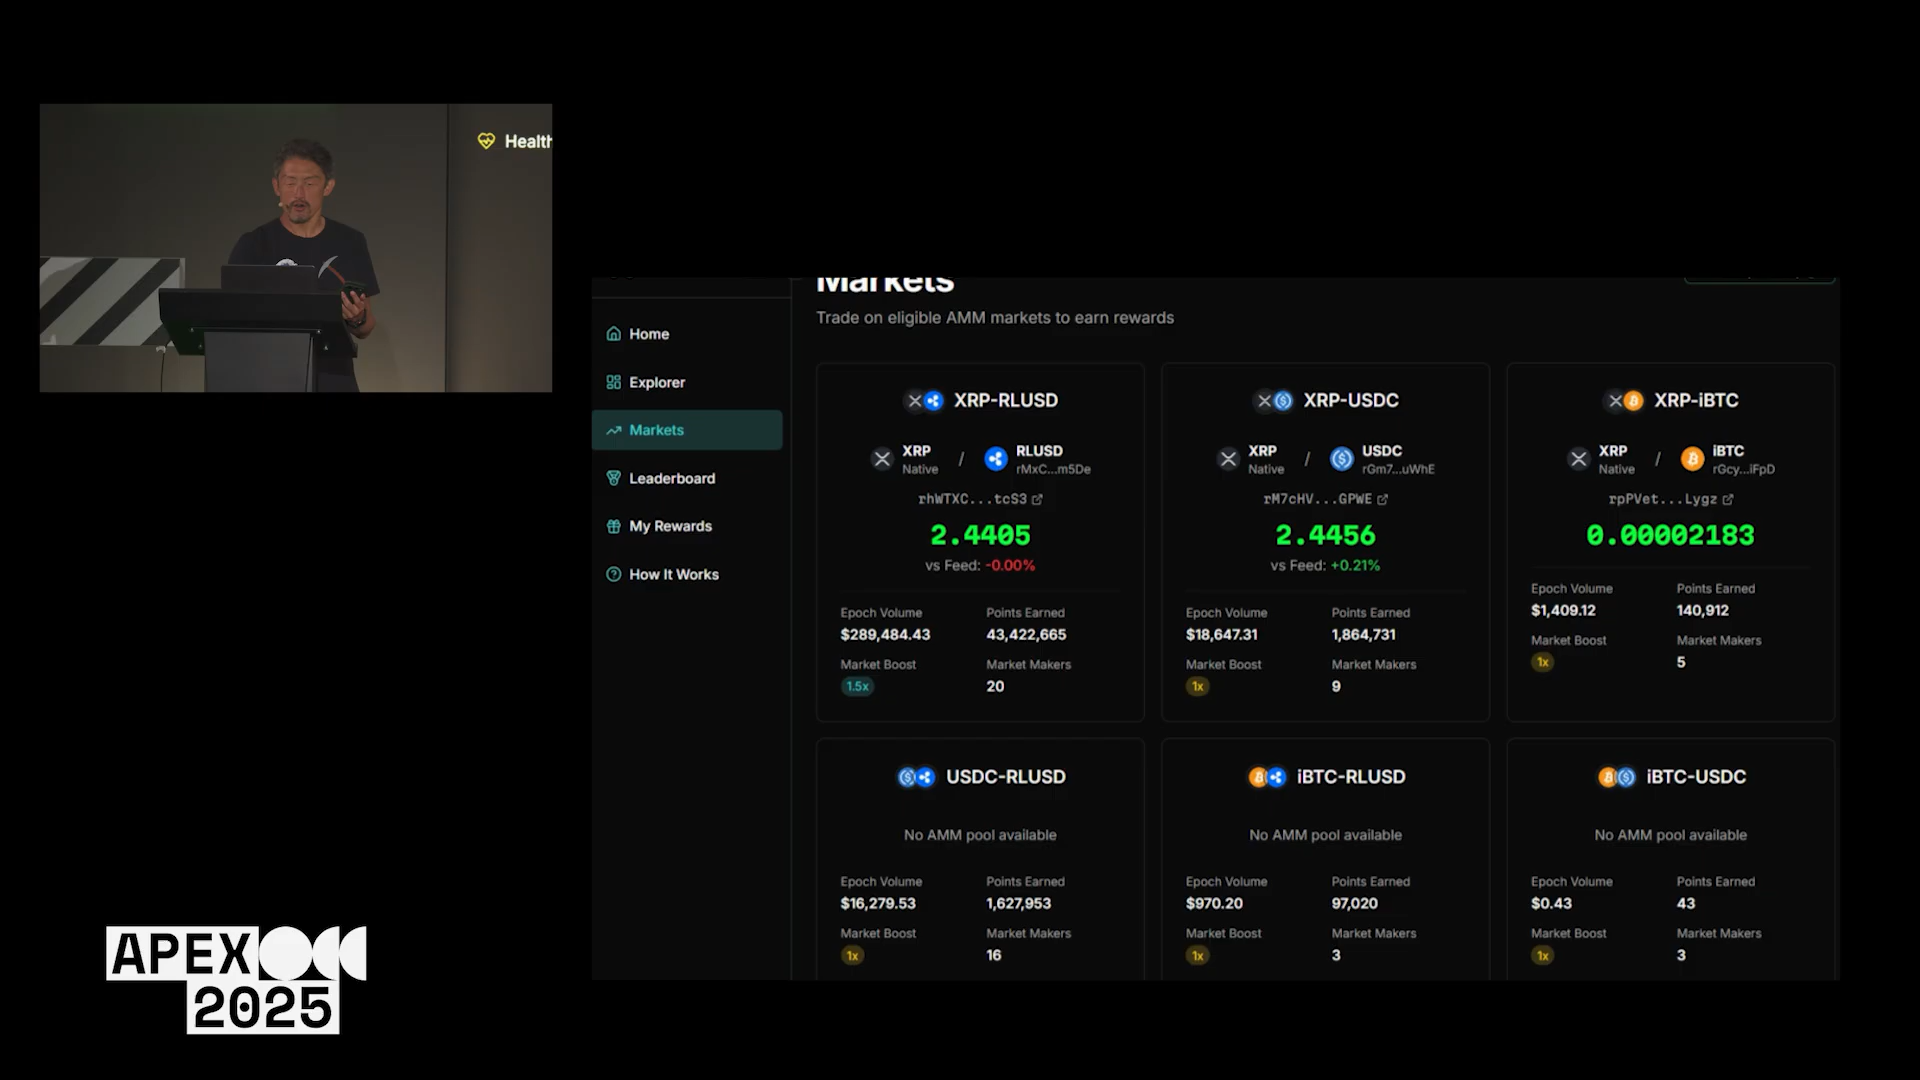 Health
Markets
Trade on eligible AMM markets to earn rewards
Home
Explorer
Markets
Leaderboard
My Rewards
How It Works
XRP-RLUSD
XRP / RLUSD
Native rMxC...m5De
rhWTXC...tcS3
2.4405
vs Feed: -0.00%
Epoch Volume Points Earned
$289,484.43 43,422,665
Market Boost Market Makers
1.5x 20
XRP-USDC
XRP / USDC
Native rGm7...uWhE
rM7cHV...GPWE
2.4456
vs Feed: +0.21%
Epoch Volume Points Earned
$18,647.31 1,864,731
Market Boost Market Makers
1x 9
XRP-iBTC
XRP / iBTC
Native rGcy...iFpD
rpPVet...Lygz
0.00002183
Epoch Volume Points Earned
$1,409.12 140,912
Market Boost Market Makers
1x 5
USDC-RLUSD
No AMM pool available
Epoch Volume Points Earned
$16,279.53 1,627,953
Market Boost Market Makers
1x 16
iBTC-RLUSD
No AMM pool available
Epoch Volume Points Earned
$970.20 97,020
Market Boost Market Makers
1x 3
iBTC-USDC
No AMM pool available
Epoch Volume Points Earned
$0.43 43
Market Boost Market Makers
1x 3
APEX
2025